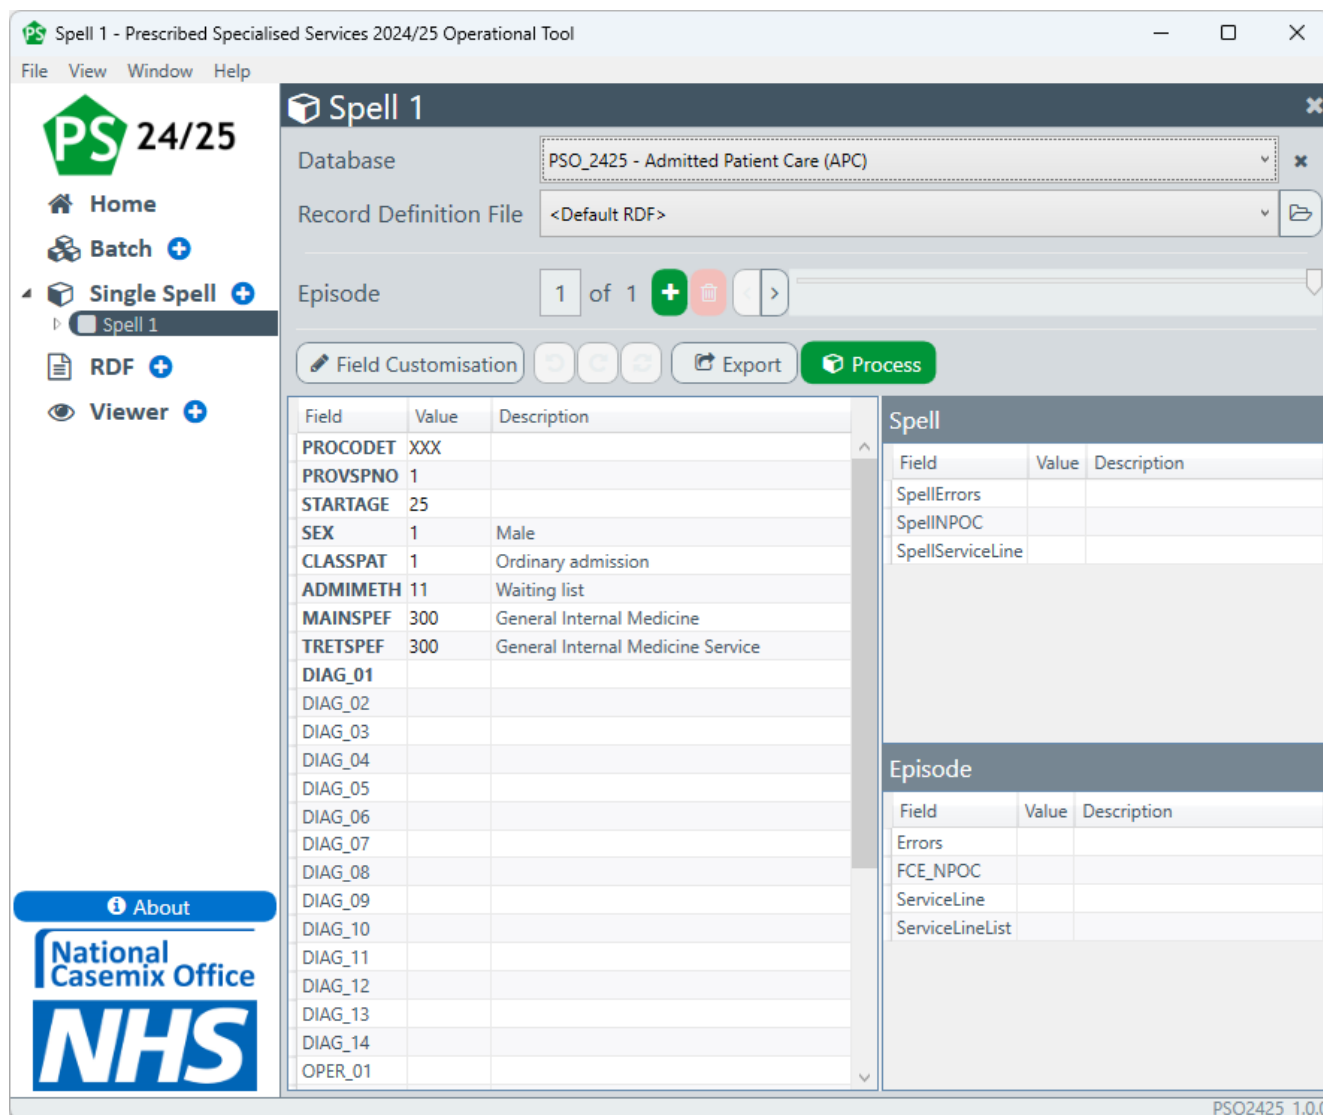 Spell 1 - Prescribed Specialised Services 2024/25 Operational Tool
File View Window Help
PS 24/25
Home
Batch
Single Spell
Spell 1
RDF
Viewer
About
National
Casemix Office
NHS
Spell 1
Database PSO_2425 - Admitted Patient Care (APC)
Record Definition File <Default RDF>
Episode 1 of 1
Field Customisation Export Process
Field Value Description
PROCODET XXX
PROVSPNO 1
STARTAGE 25
SEX 1 Male
CLASSPAT 1 Ordinary admission
ADMIMETH 11 Waiting list
MAINSPEF 300 General Internal Medicine
TRETSPEF 300 General Internal Medicine Service
DIAG_01
DIAG_02
DIAG_03
DIAG_04
DIAG_05
DIAG_06
DIAG_07
DIAG_08
DIAG_09
DIAG_10
DIAG_11
DIAG_12
DIAG_13
DIAG_14
OPER_01
Spell
Field Value Description
SpellErrors
SpellNPOC
SpellServiceLine
Episode
Field Value Description
Errors
FCE_NPOC
ServiceLine
ServiceLineList
PSO2425 1.0.0